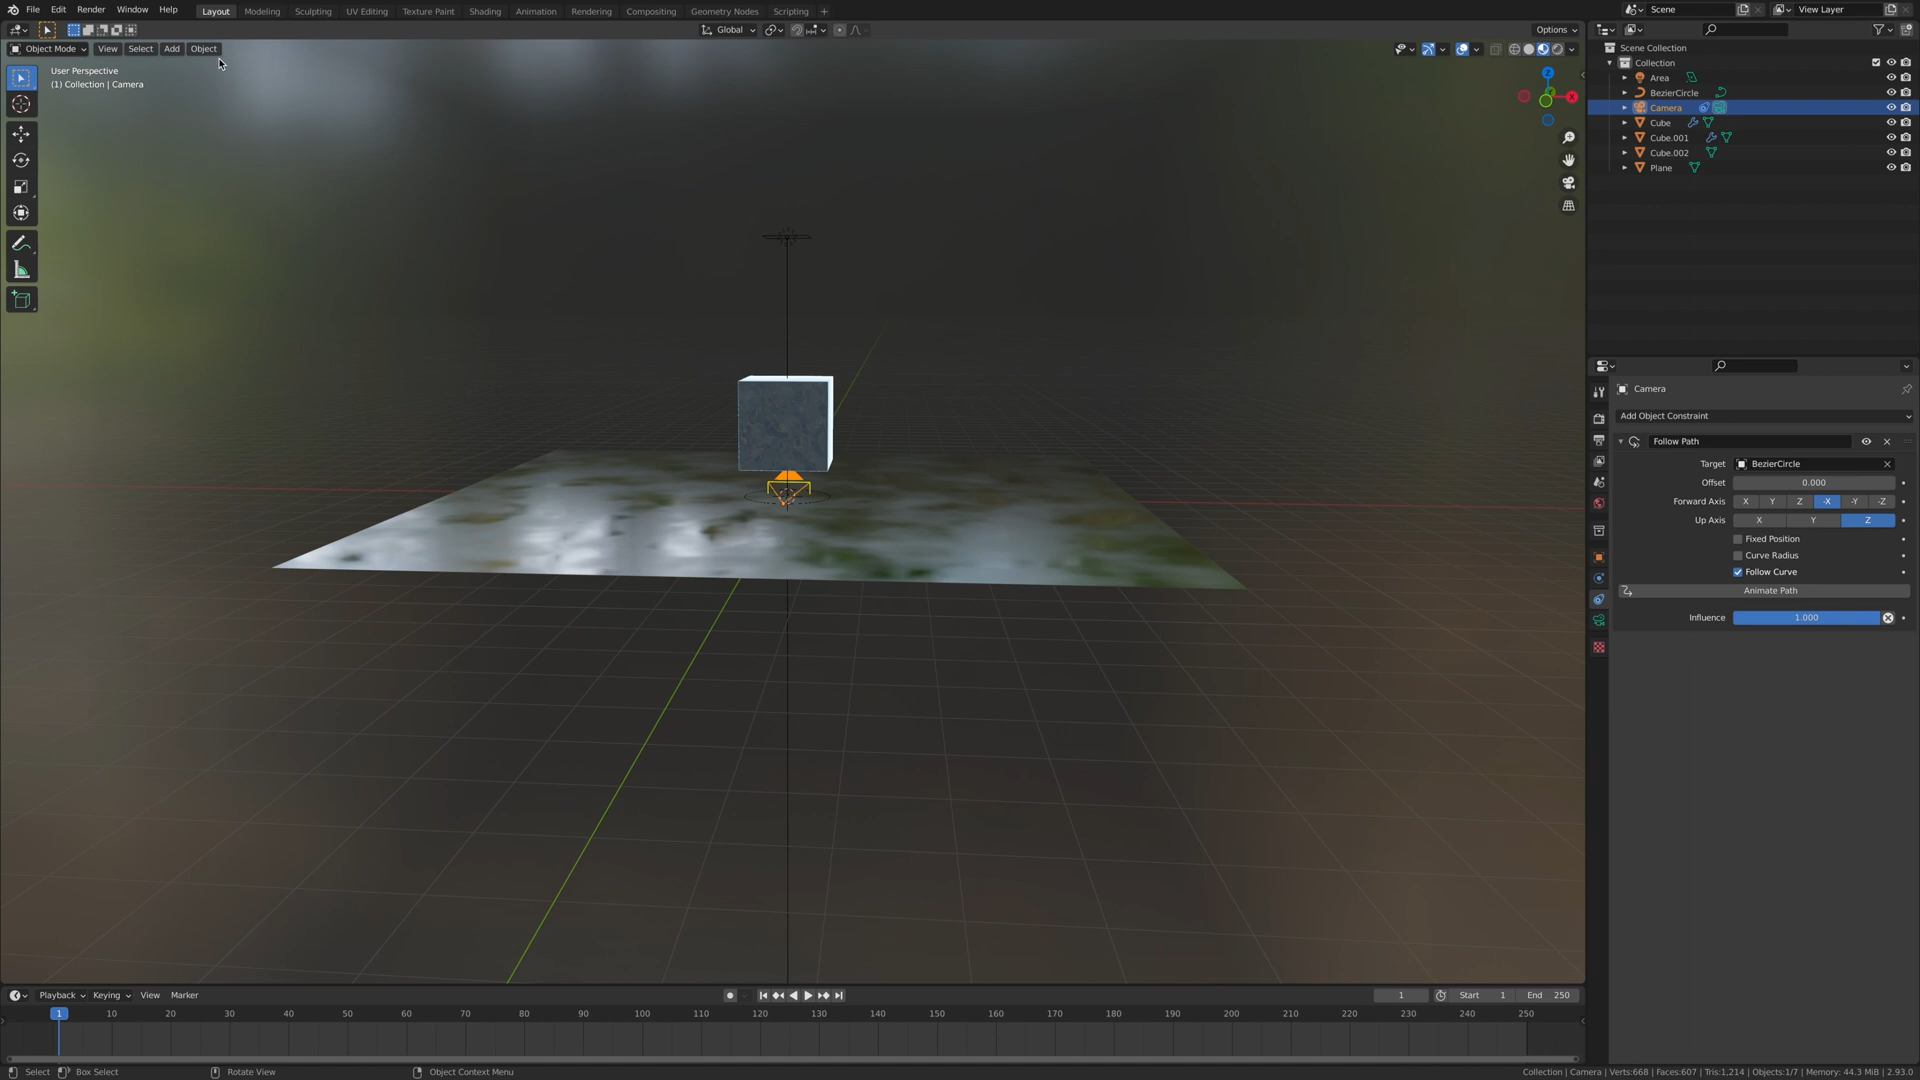 File Edit Render Window Help Layout Modeling Sculpting UV Editing Texture Paint Shading Animation Rendering Compositing Geometry Nodes Scripting + Scene View Layer
Global Options
Object Mode View Select Add Object
User Perspective
(1) Collection | Camera
Z
X
Scene Collection
Collection
Area
BezierCircle
Camera
Cube
Cube.001
Cube.002
Plane
Camera
Add Object Constraint
Follow Path
Target BezierCircle
Offset 0.000
Forward Axis X Y Z -X -Y -Z
Up Axis X Y Z
Fixed Position
Curve Radius
Follow Curve
Animate Path
Influence 1.000
Playback Keying View Marker 1 Start 1 End 250
1 10 20 30 40 50 60 70 80 90 100 110 120 130 140 150 160 170 180 190 200 210 220 230 240 250
Select Box Select Rotate View Object Context Menu Collection | Camera | Verts:668 | Faces:607 | Tris:1,214 | Objects:1/7 | Memory: 44.3 MiB | 2.93.0